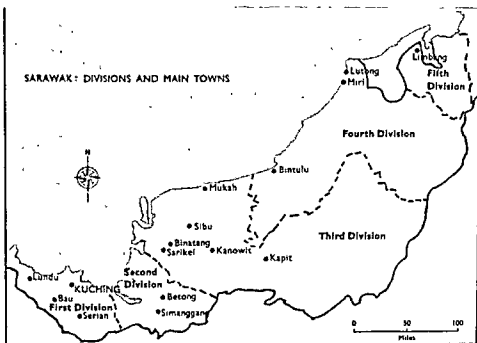 SARAWAK: DIVISIONS AND MAIN TOWNS
Limbang
Fifth
Division
Lutong
Miri
Fourth Division
N
Bintulu
Mukah
Sibu
Third Division
Binatang
Sarikei
Kanowit
Kapit
Lundu
KUCHING
Second
Division
Bau
First Division
Serian
Betong
Simanggang
0 50 100
Miles